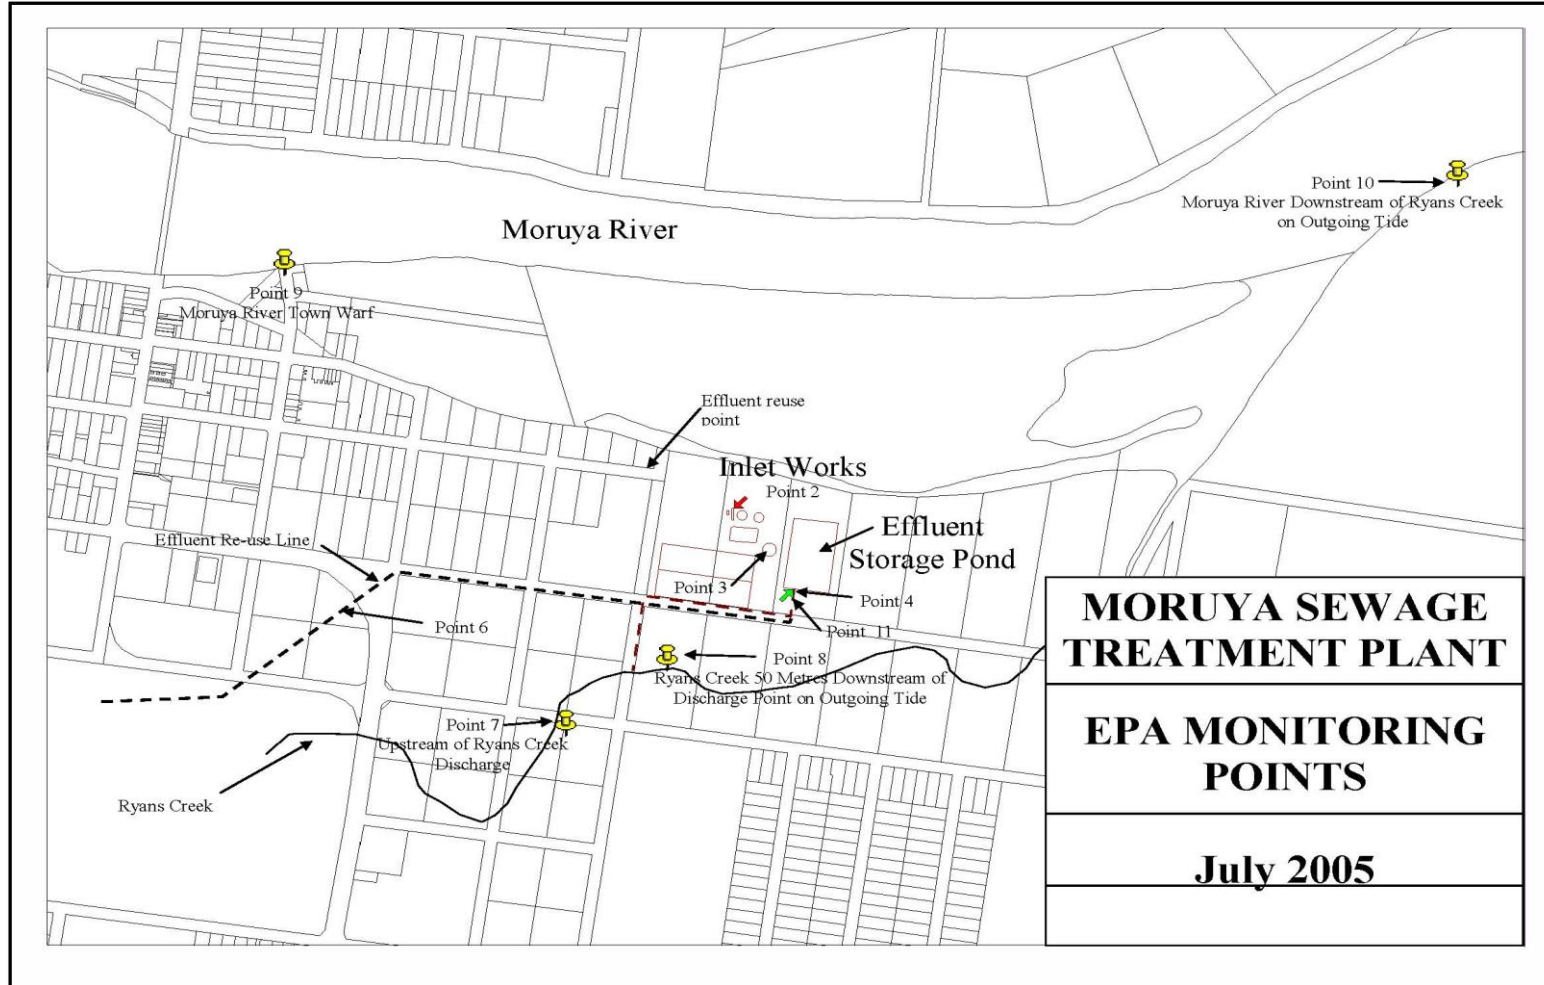 Point 10
Moruya River Downstream of Ryans Creek
on Outgoing Tide
Moruya River
Point 9
Moruya River Town Warf
Effluent reuse
point
Inlet Works
Point 2
Effluent
Storage Pond
Effluent Re-use Line
Point 3
Point 4
Point 6
Point 11
Point 8
Ryans Creek 50 Metres Downstream of
Discharge Point on Outgoing Tide
Point 7
Upstream of Ryans Creek
Discharge
Ryans Creek
MORUYA SEWAGE
TREATMENT PLANT
EPA MONITORING
POINTS
July 2005